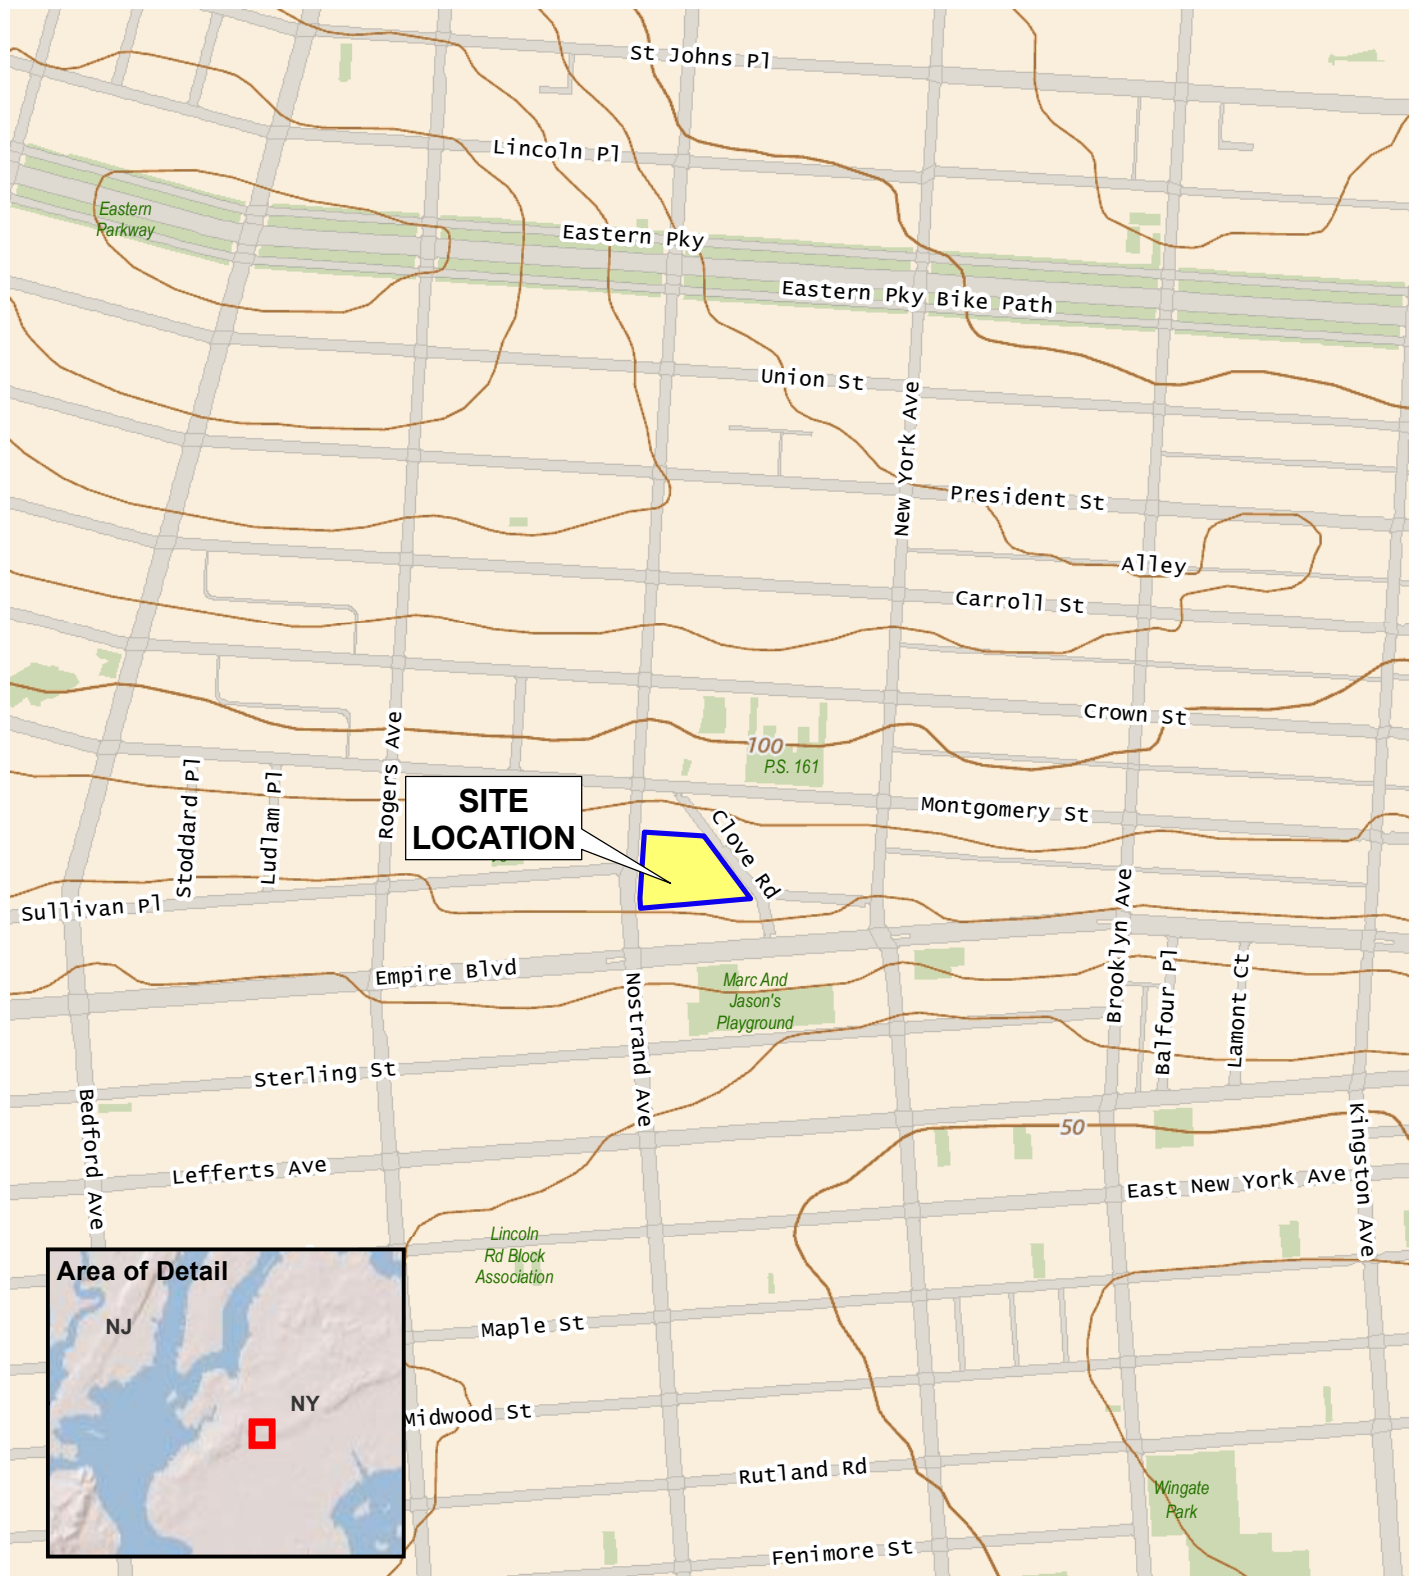 St Johns Pl
Lincoln Pl
Eastern
Parkway
Eastern Pky
Eastern Pky Bike Path
Union St
New York Ave
President St
Alley
Carroll St
Crown St
Rogers Ave
100
P.S. 161
Stoddard Pl
Ludlam Pl
SITE
LOCATION
Clove Rd
Montgomery St
Sullivan Pl
Brooklyn Ave
Empire Blvd
Nostrand Ave
Marc And
Jason's
Playground
Balfour Pl
Lamont Ct
Sterling St
Bedford Ave
50
Kingston Ave
Lefferts Ave
East New York Ave
Lincoln
Rd Block
Association
Area of Detail
NJ
NY
Maple St
Midwood St
Rutland Rd
Wingate
Park
Fenimore St